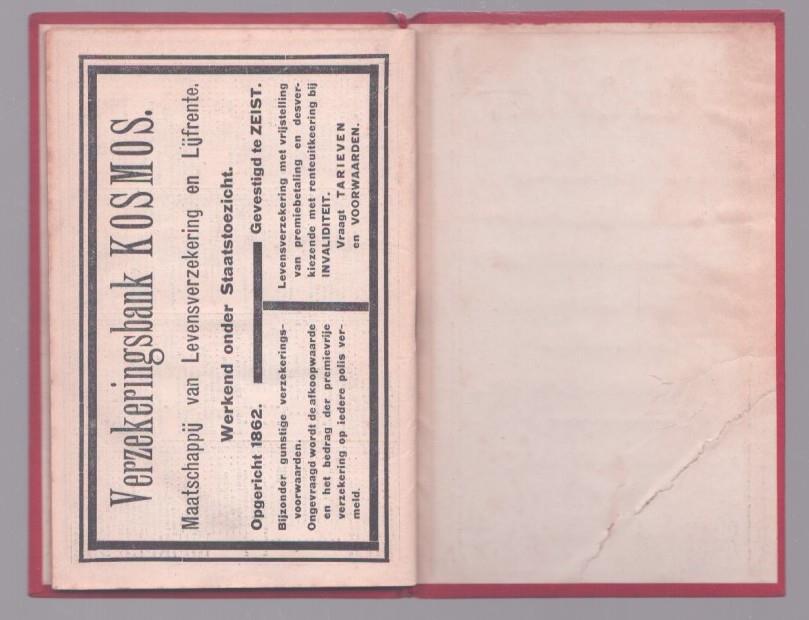 Verzekeringsbank KOSMOS.
Maatschappij van Levensverzekering en Lijfrente.
Werkend onder Staatstoezicht.
Opgericht 1862. Gevestigd te ZEIST.
Bijzonder gunstige verzekerings-
voorwaarden.
Ongevraagd wordt de afkoopwaarde
en het bedrag der premievrije
verzekering op iedere polis ver-
meld.
Levensverzekering met vrijstelling
van premiebetaling en desver-
kiezende met renteuitkeering bij
INVALIDITEIT.
Vraagt TARIEVEN
en VOORWAARDEN.